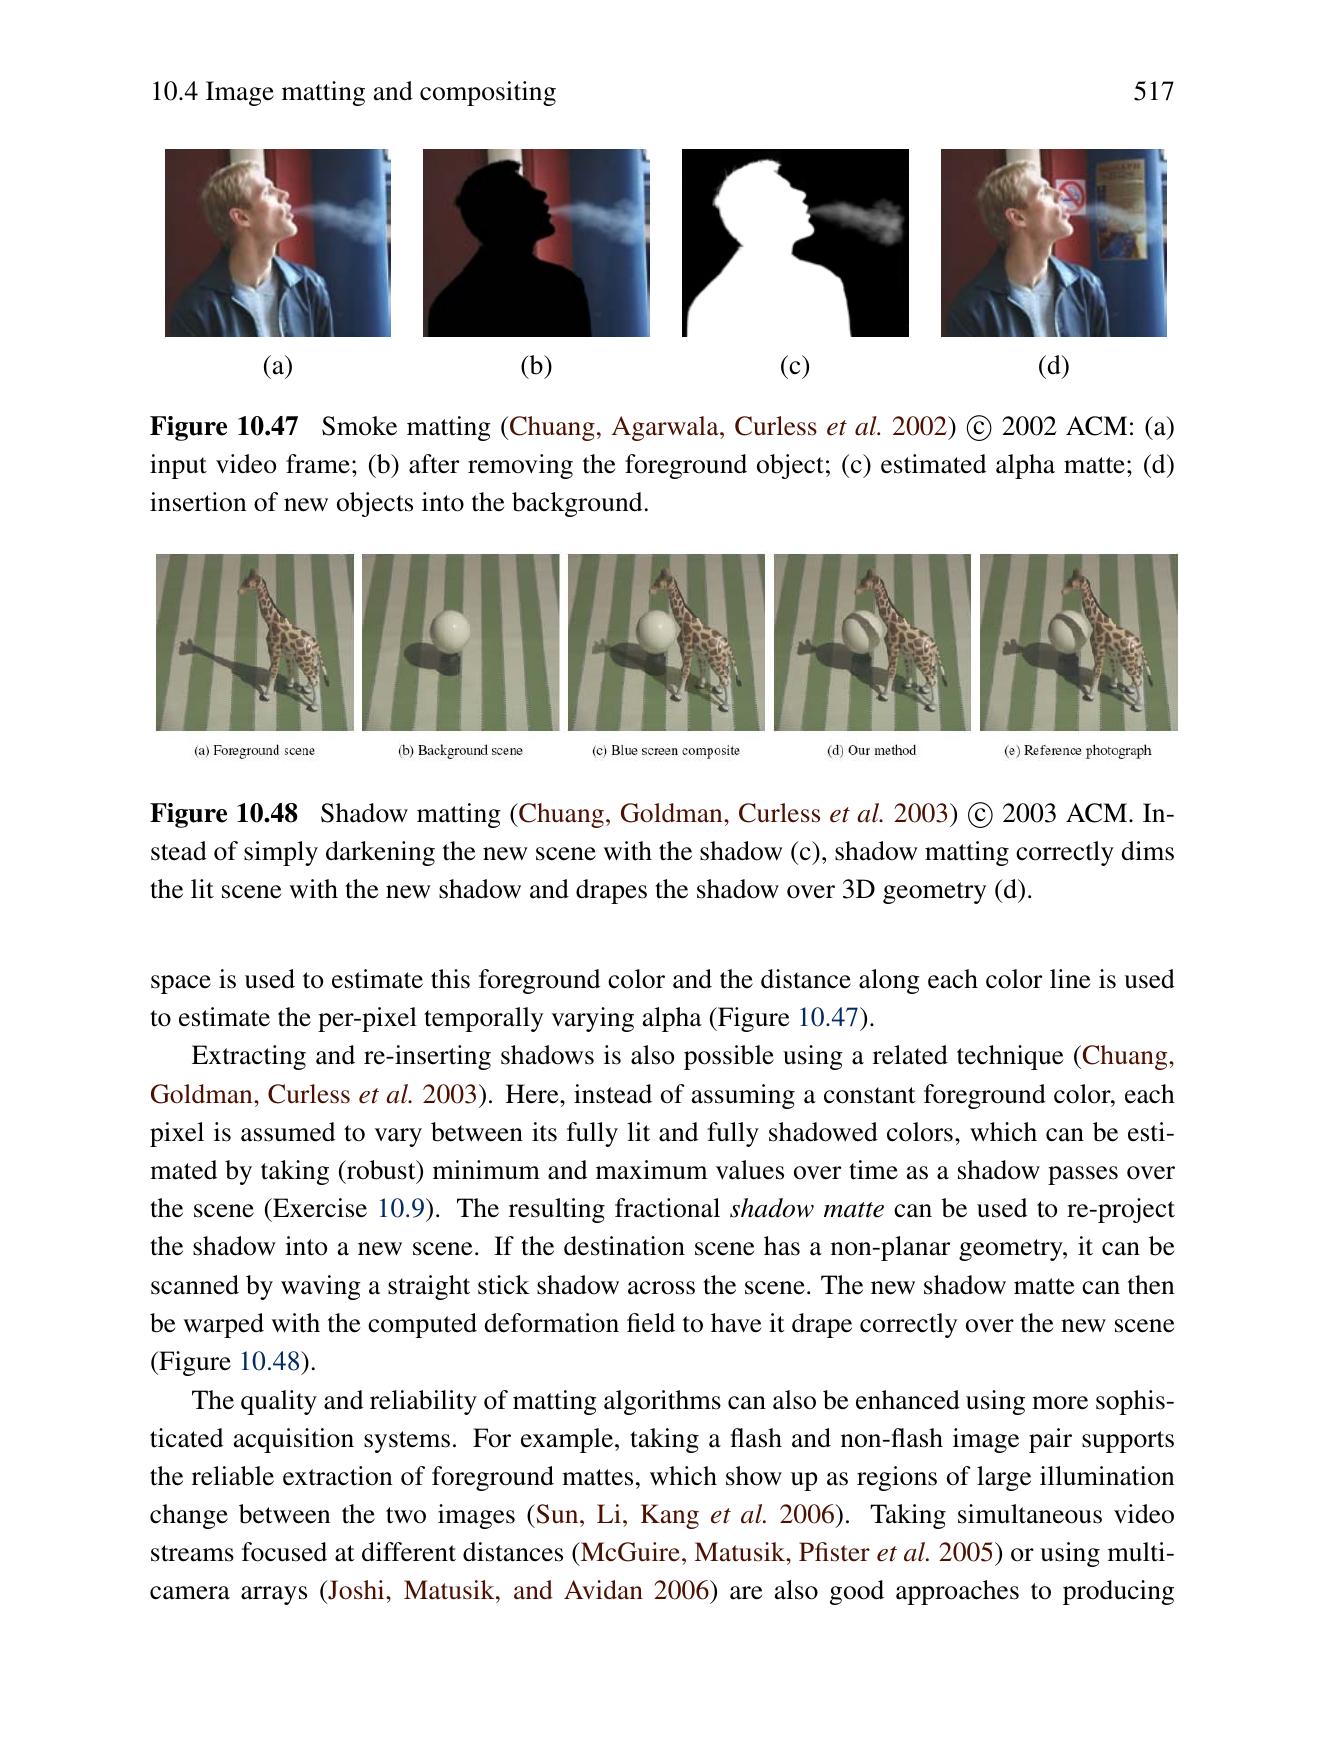 10.4 Image matting and compositing 517
(a) (b) (c) (d)
Figure 10.47 Smoke matting (Chuang, Agarwala, Curless et al. 2002) © 2002 ACM: (a)
input video frame; (b) after removing the foreground object; (c) estimated alpha matte; (d)
insertion of new objects into the background.
(a) Foreground scene (b) Background scene (c) Blue screen composite (d) Our method (e) Reference photograph
Figure 10.48 Shadow matting (Chuang, Goldman, Curless et al. 2003) © 2003 ACM. In-
stead of simply darkening the new scene with the shadow (c), shadow matting correctly dims
the lit scene with the new shadow and drapes the shadow over 3D geometry (d).
space is used to estimate this foreground color and the distance along each color line is used
to estimate the per-pixel temporally varying alpha (Figure 10.47).
Extracting and re-inserting shadows is also possible using a related technique (Chuang,
Goldman, Curless et al. 2003). Here, instead of assuming a constant foreground color, each
pixel is assumed to vary between its fully lit and fully shadowed colors, which can be esti-
mated by taking (robust) minimum and maximum values over time as a shadow passes over
the scene (Exercise 10.9). The resulting fractional shadow matte can be used to re-project
the shadow into a new scene. If the destination scene has a non-planar geometry, it can be
scanned by waving a straight stick shadow across the scene. The new shadow matte can then
be warped with the computed deformation field to have it drape correctly over the new scene
(Figure 10.48).
The quality and reliability of matting algorithms can also be enhanced using more sophis-
ticated acquisition systems. For example, taking a flash and non-flash image pair supports
the reliable extraction of foreground mattes, which show up as regions of large illumination
change between the two images (Sun, Li, Kang et al. 2006). Taking simultaneous video
streams focused at different distances (McGuire, Matusik, Pfister et al. 2005) or using multi-
camera arrays (Joshi, Matusik, and Avidan 2006) are also good approaches to producing